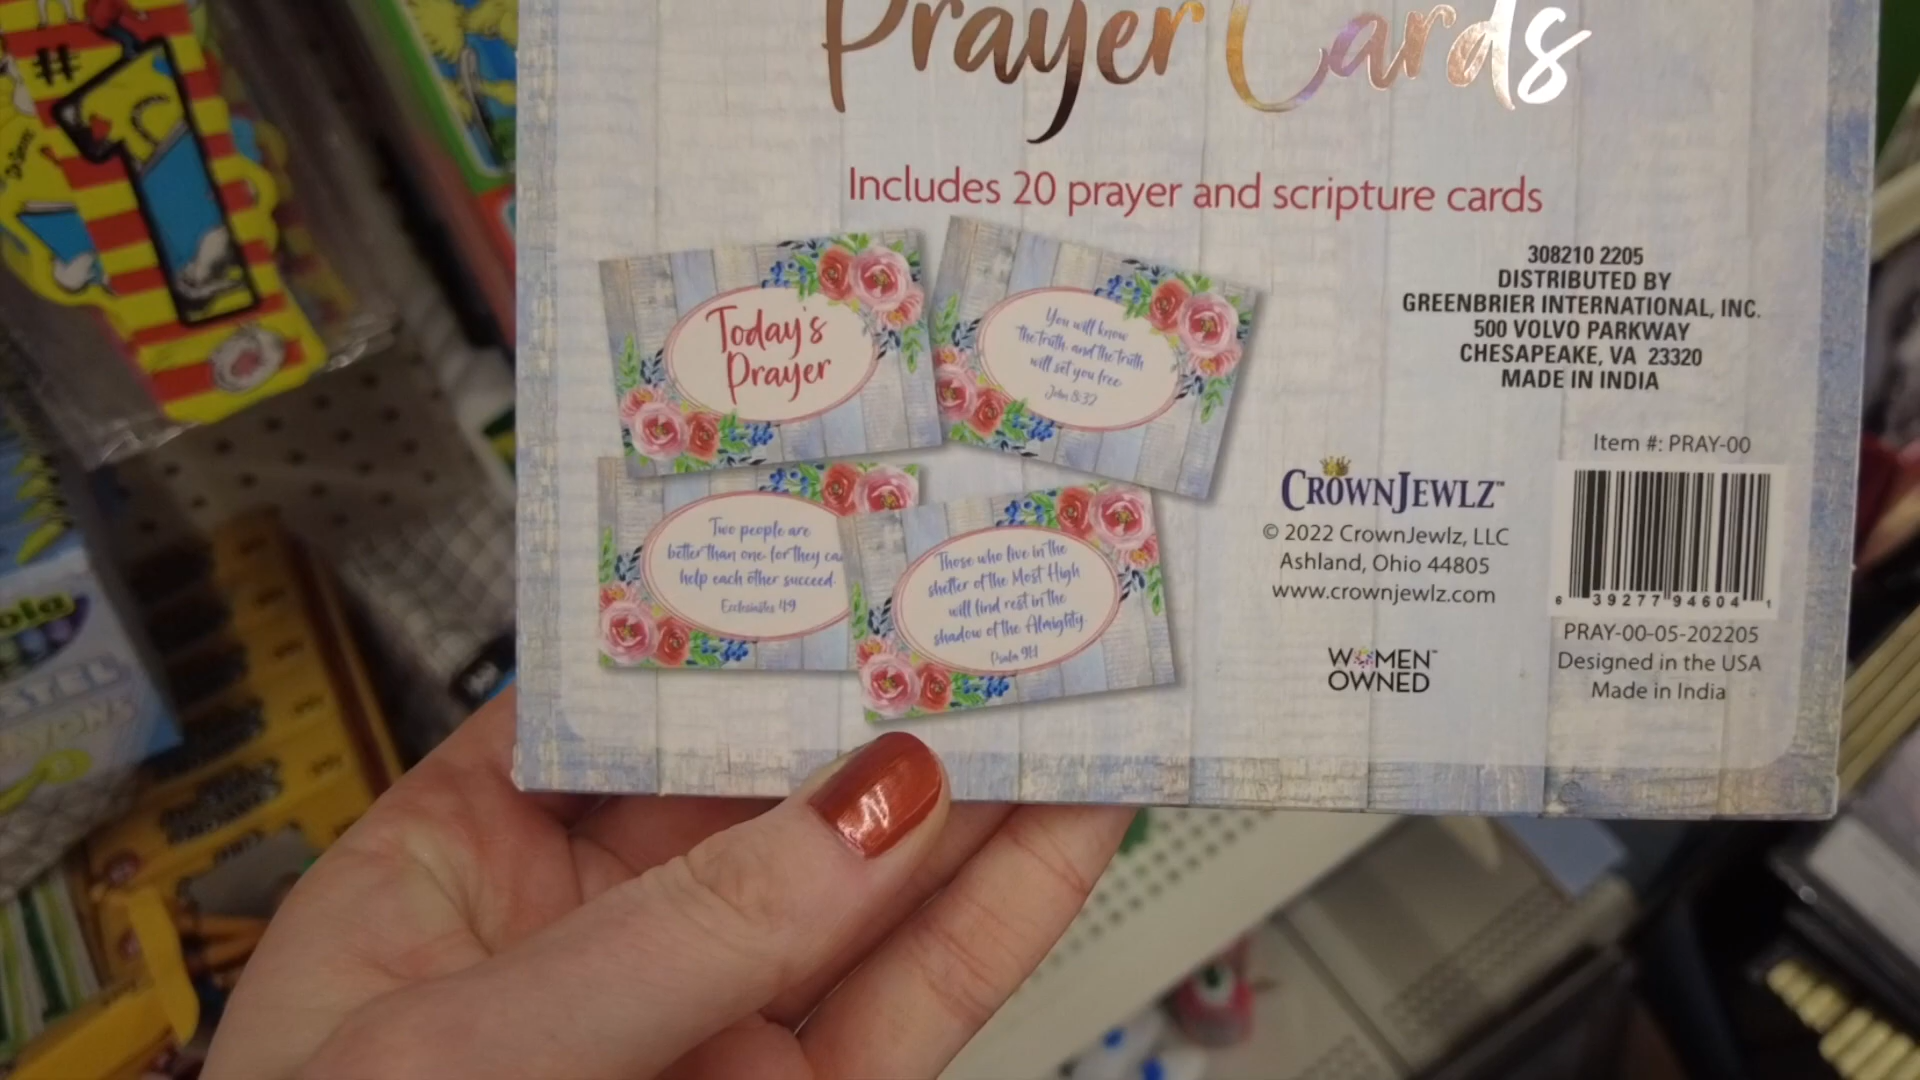 Prayer Cards
Includes 20 prayer and scripture cards
Today's
Prayer
You will know
the truth, and the truth
will set you free.
John 8:32
Two people are
better than one, for they
help each other succeed.
Ecclesiastes 4:9
Those who live in the
shelter of the Most High
will find rest in the
shadow of the Almighty.
Psalm 91:1
308210 2205
DISTRIBUTED BY
GREENBRIER INTERNATIONAL, INC.
500 VOLVO PARKWAY
CHESAPEAKE, VA 23320
MADE IN INDIA
Item #: PRAY-00
CROWNJEWLZ™
© 2022 CrownJewlz, LLC
Ashland, Ohio 44805
www.crownjewlz.com
WOMEN™
OWNED
6 39277 94604 1
PRAY-00-05-202205
Designed in the USA
Made in India
#1